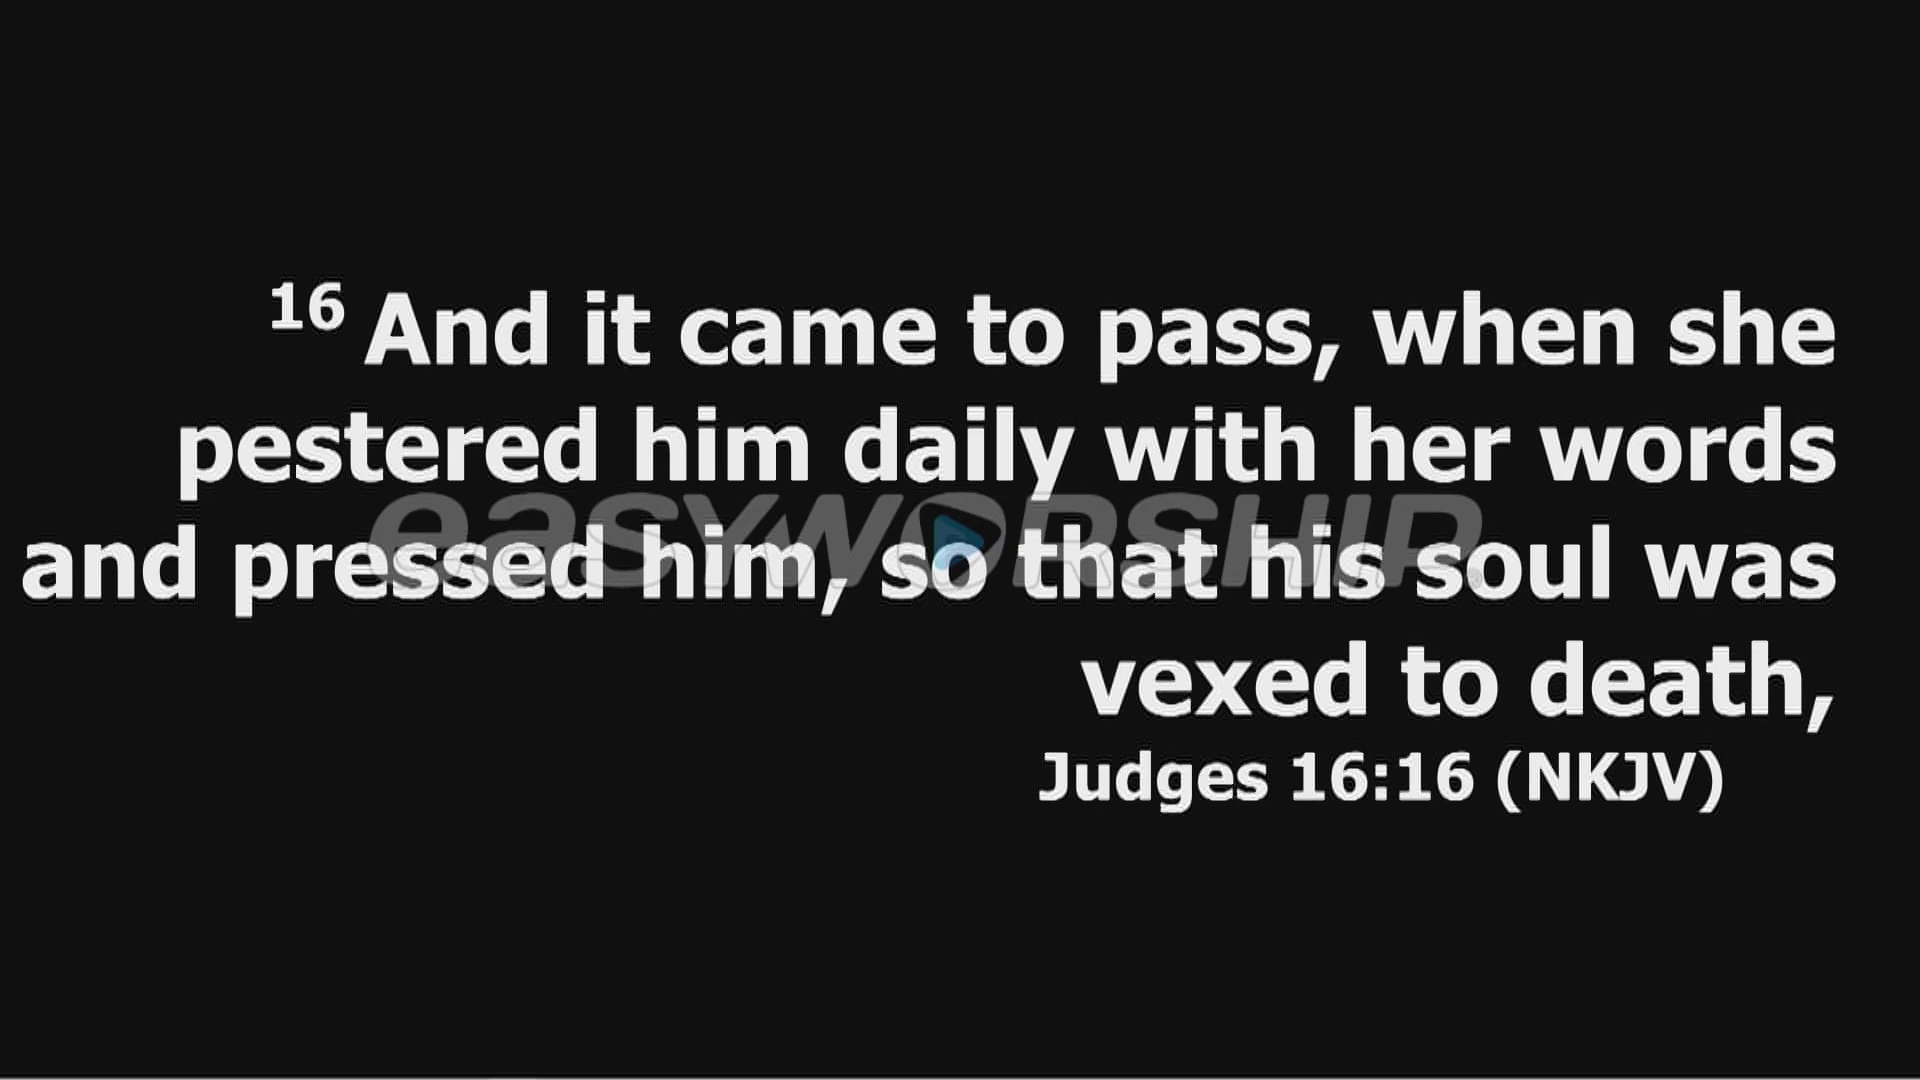 16 And it came to pass, when she
pestered him daily with her words
and pressed him, so that his soul was
vexed to death,
Judges 16:16 (NKJV)
easyworship®